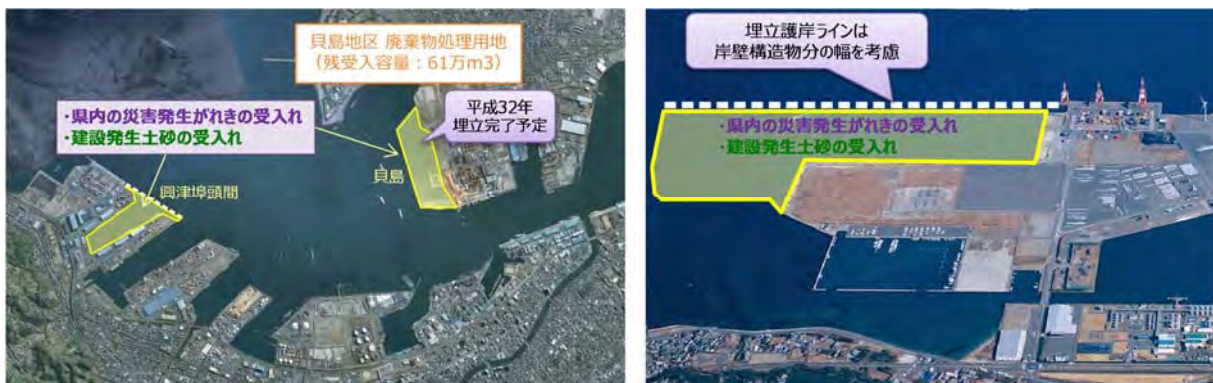 貝島地区 廃棄物処理用地
（残受入容量：61万m3）
・県内の災害発生がれきの受入れ
・建設発生土砂の受入れ
平成32年
埋立完了予定
貝島
興津埠頭間
埋立護岸ラインは
岸壁構造物分の幅を考慮
・県内の災害発生がれきの受入れ
・建設発生土砂の受入れ